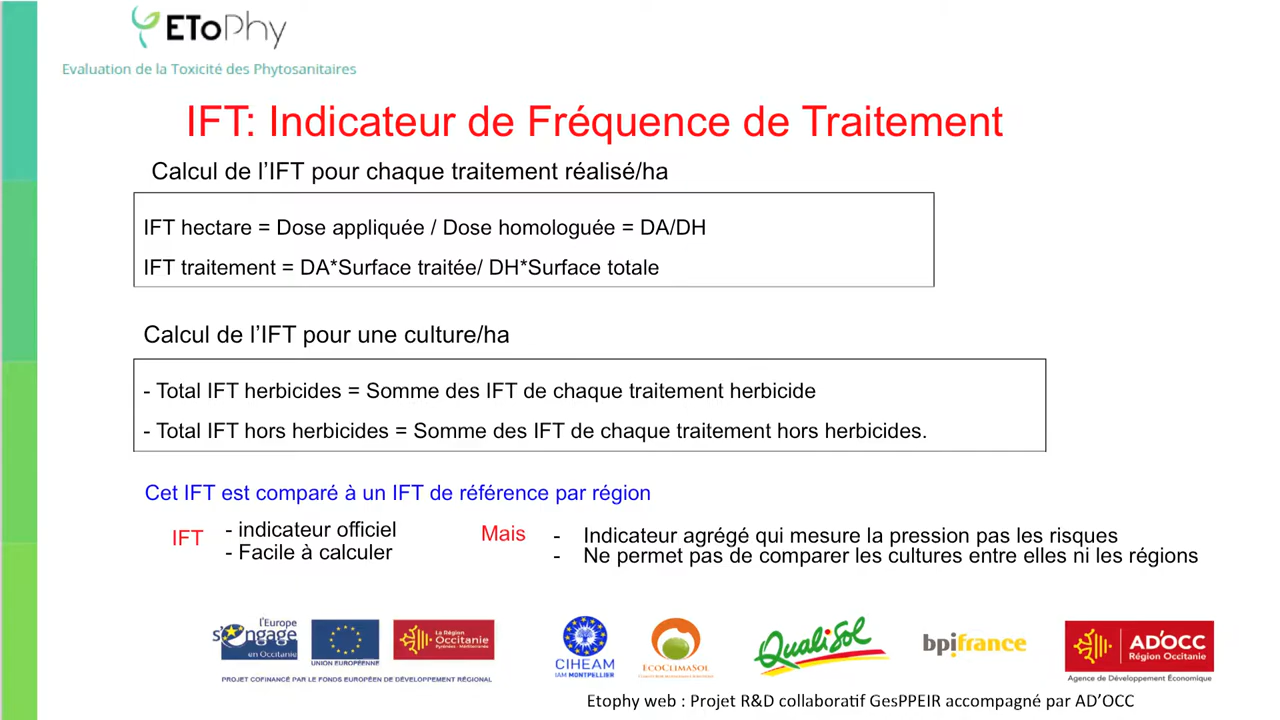 EToPhy
Evaluation de la Toxicité des Phytosanitaires
IFT: Indicateur de Fréquence de Traitement
Calcul de l’IFT pour chaque traitement réalisé/ha
IFT hectare = Dose appliquée / Dose homologuée = DA/DH
IFT traitement = DA*Surface traitée/ DH*Surface totale
Calcul de l’IFT pour une culture/ha
- Total IFT herbicides = Somme des IFT de chaque traitement herbicide
- Total IFT hors herbicides = Somme des IFT de chaque traitement hors herbicides.
Cet IFT est comparé à un IFT de référence par région
IFT
- indicateur officiel
- Facile à calculer
Mais
- Indicateur agrégé qui mesure la pression pas les risques
- Ne permet pas de comparer les cultures entre elles ni les régions
l'Europe
s'engage
en Occitanie
UNION EUROPÉENNE
La Région
Occitanie
Pyrénées - Méditerranée
PROJET COFINANCÉ PAR LE FONDS EUROPÉEN DE DÉVELOPPEMENT RÉGIONAL
CIHEAM
IAM MONTPELLIER
ECOCLIMASOL
QualiSol
bpifrance
AD'OCC
Région Occitanie
Agence de Développement Économique
Etophy web : Projet R&D collaboratif GesPPEIR accompagné par AD’OCC